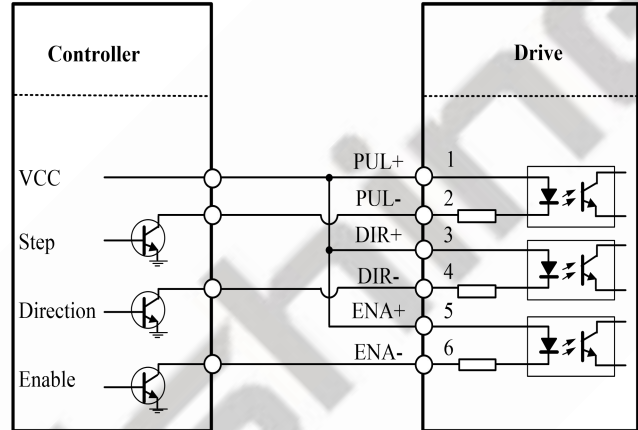 Controller
Drive
VCC
PUL+ 1
PUL- 2
Step
DIR+ 3
DIR- 4
Direction
ENA+ 5
ENA- 6
Enable